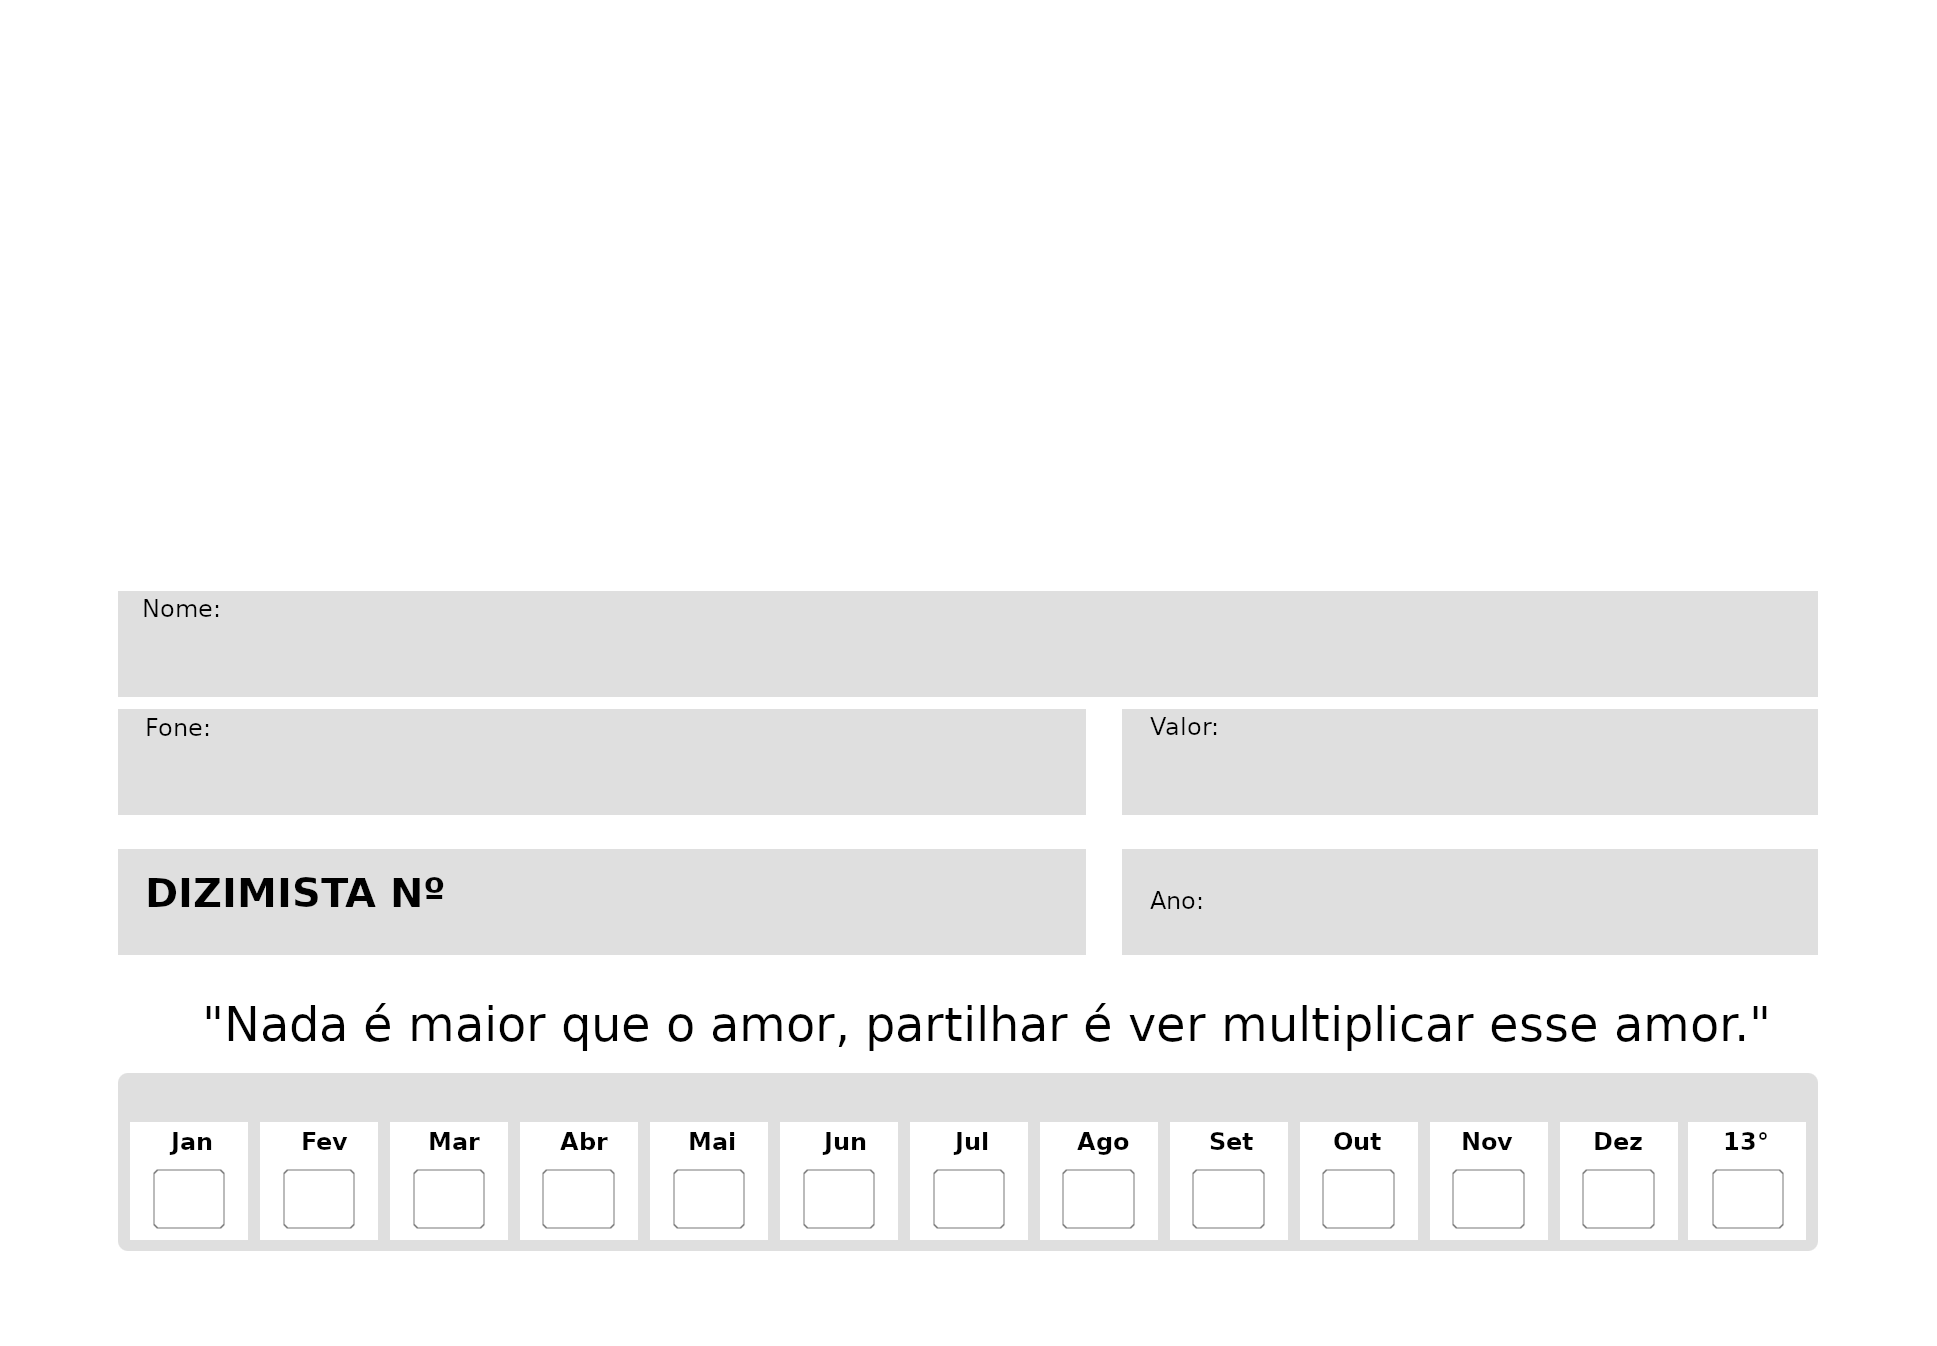 Nome:
Fone: Valor:
DIZIMISTA Nº Ano:
"Nada é maior que o amor, partilhar é ver multiplicar esse amor."
Jan Fev Mar Abr Mai Jun Jul Ago Set Out Nov Dez 13°